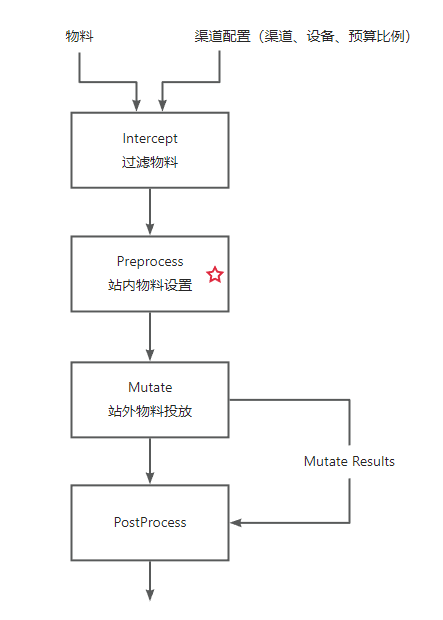 物料
渠道配置（渠道、设备、预算比例）
Intercept
过滤物料
Preprocess
站内物料设置
Mutate
站外物料投放
Mutate Results
PostProcess